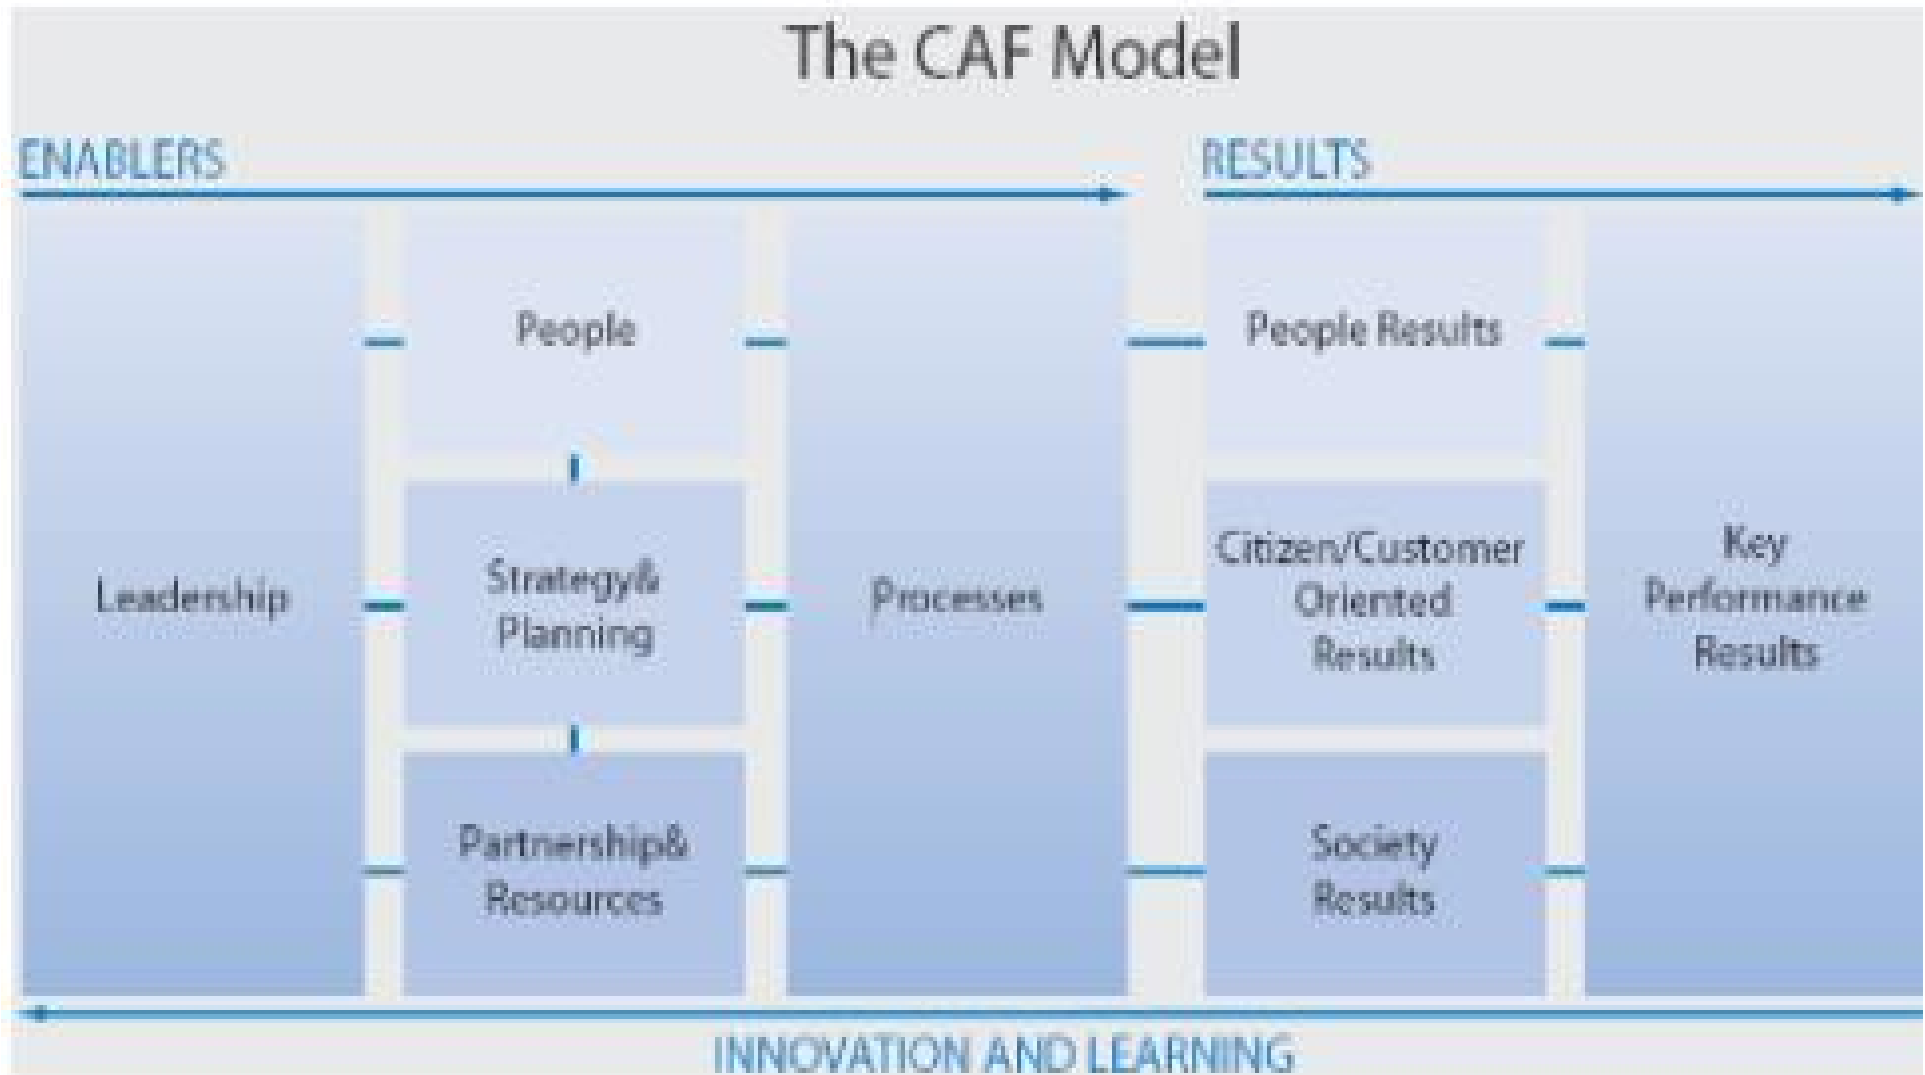 The CAF Model
ENABLERS
RESULTS
People
People Results
Leadership
Strategy&
Planning
Processes
Citizen/Customer
Oriented
Results
Key
Performance
Results
Partnership&
Resources
Society
Results
INNOVATION AND LEARNING